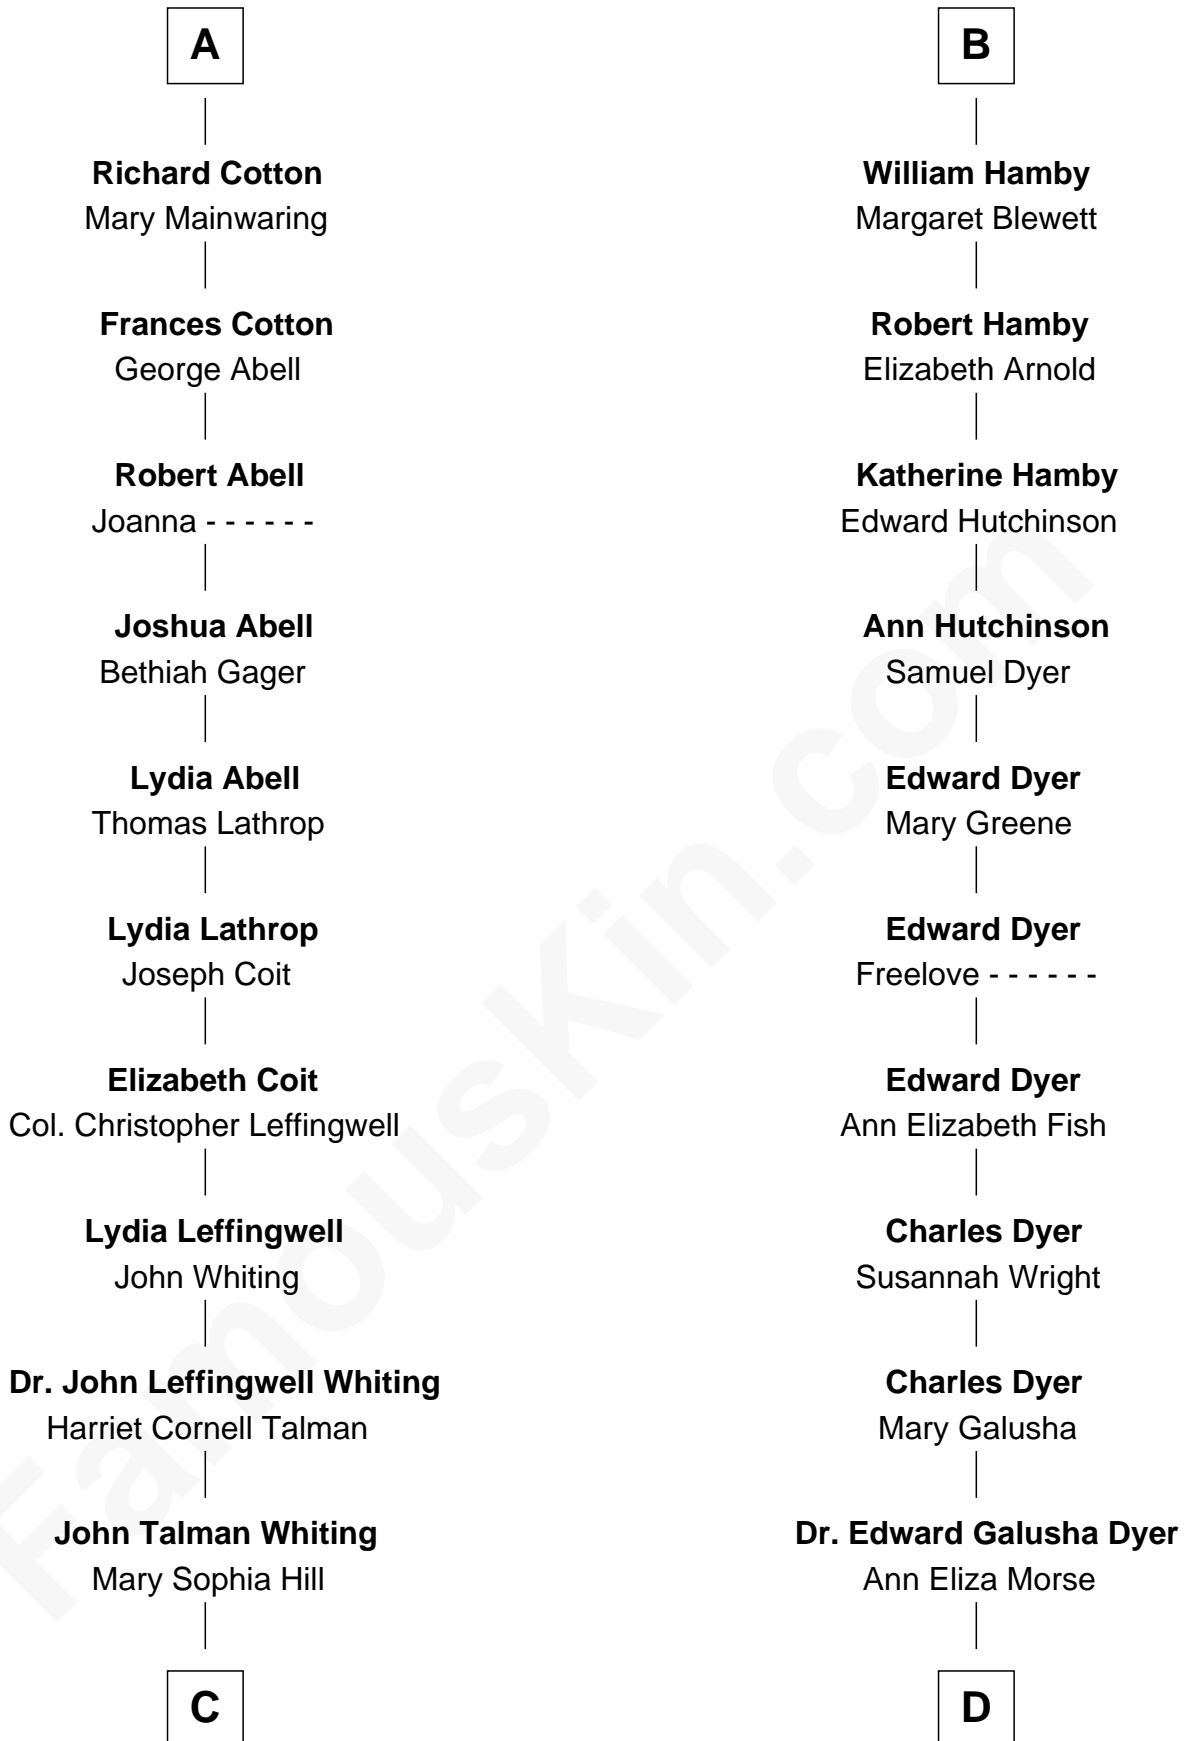 A
Richard Cotton
Mary Mainwaring
Frances Cotton
George Abell
Robert Abell
Joanna - - - - - -
Joshua Abell
Bethiah Gager
Lydia Abell
Thomas Lathrop
Lydia Lathrop
Joseph Coit
Elizabeth Coit
Col. Christopher Leffingwell
Lydia Leffingwell
John Whiting
Dr. John Leffingwell Whiting
Harriet Cornell Talman
John Talman Whiting
Mary Sophia Hill
C
B
William Hamby
Margaret Blewett
Robert Hamby
Elizabeth Arnold
Katherine Hamby
Edward Hutchinson
Ann Hutchinson
Samuel Dyer
Edward Dyer
Mary Greene
Edward Dyer
Freelove - - - - - -
Edward Dyer
Ann Elizabeth Fish
Charles Dyer
Susannah Wright
Charles Dyer
Mary Galusha
Dr. Edward Galusha Dyer
Ann Eliza Morse
D
FamousKin.com